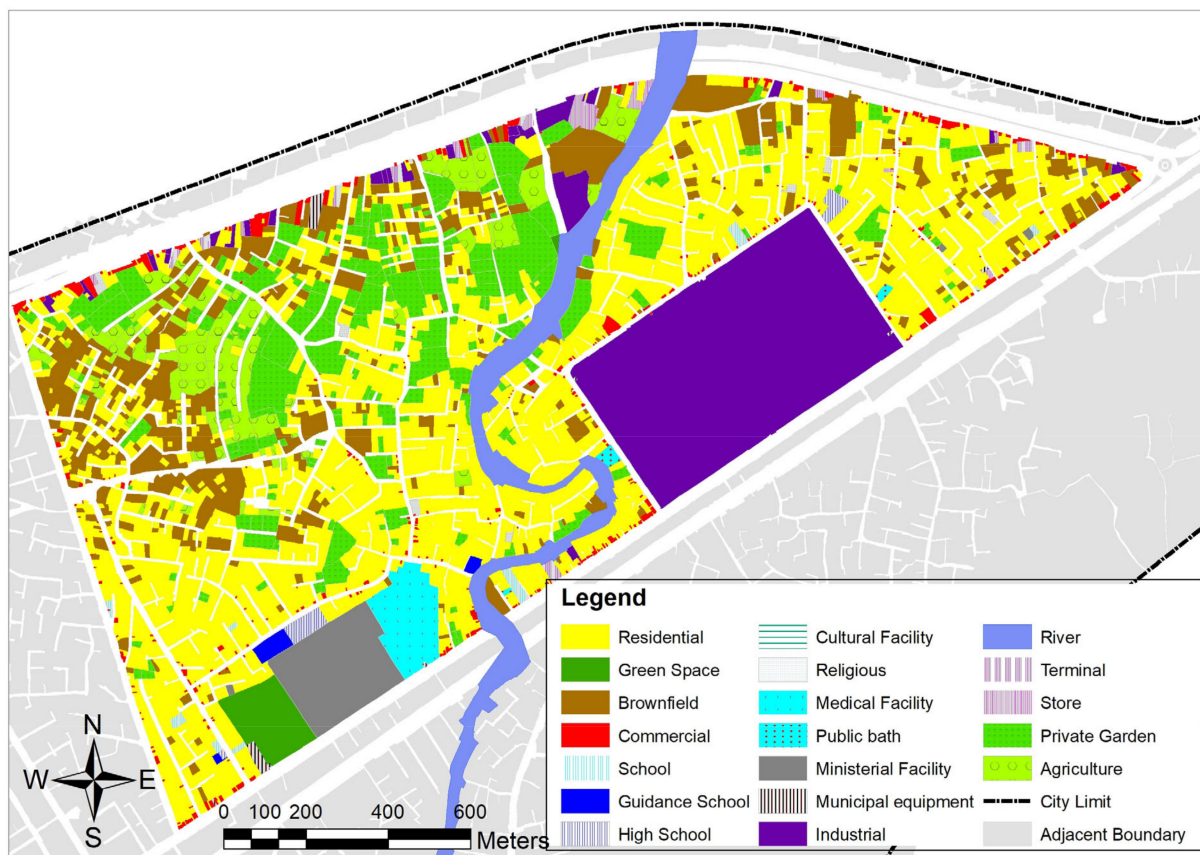 N
W E
S
0 100 200 400 600
Meters
Legend
Residential
Green Space
Brownfield
Commercial
School
Guidance School
High School
Cultural Facility
Religious
Medical Facility
Public bath
Ministerial Facility
Municipal equipment
Industrial
River
Terminal
Store
Private Garden
Agriculture
City Limit
Adjacent Boundary